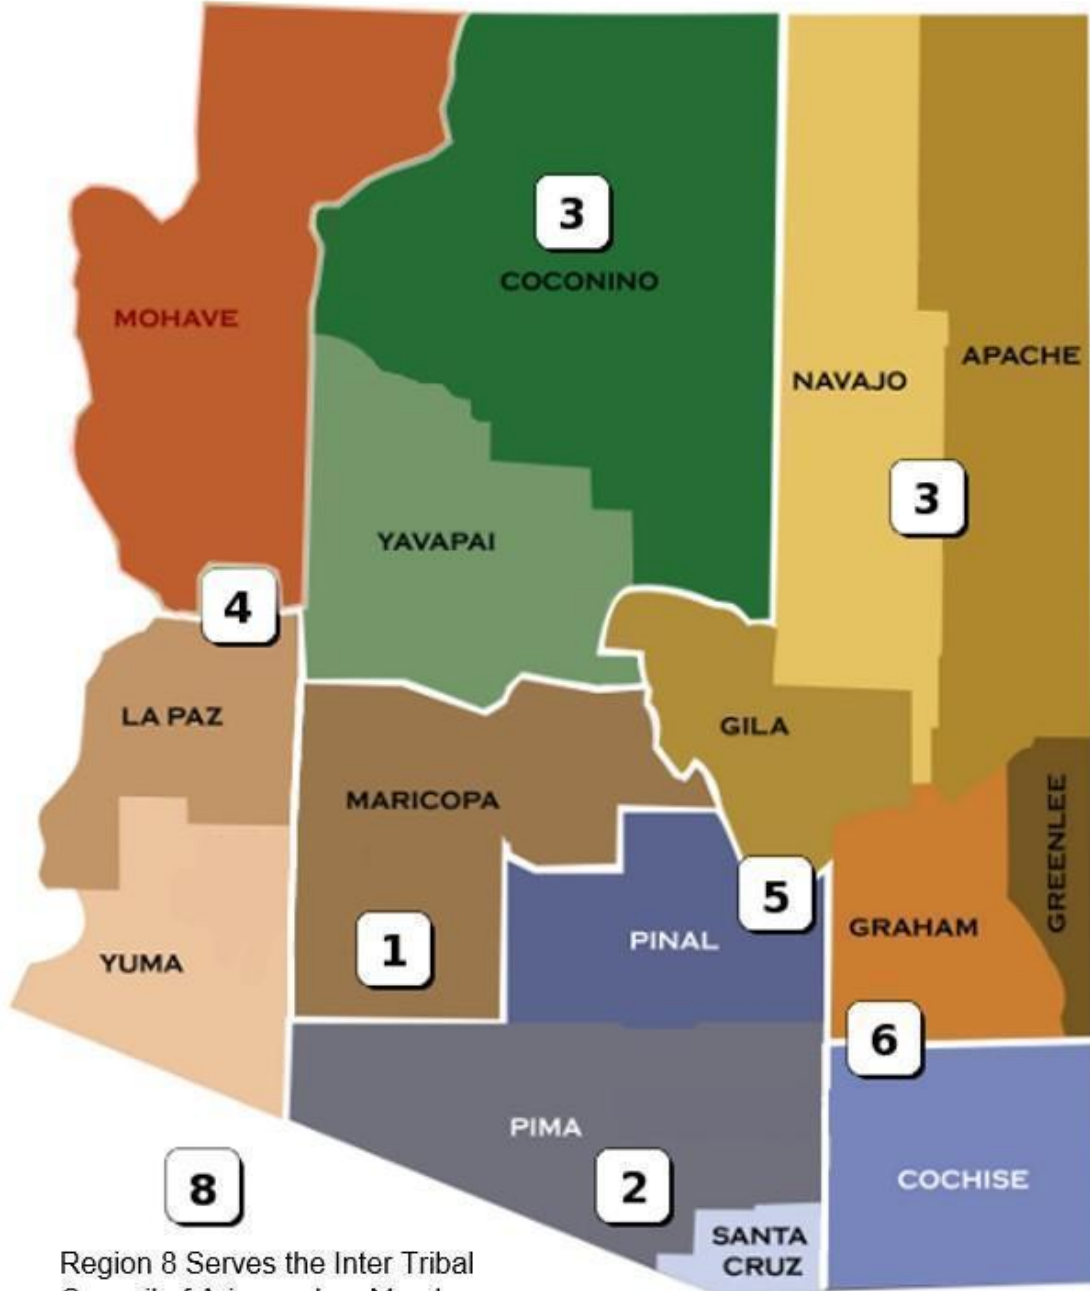 3
COCONINO
MOHAVE
APACHE
NAVAJO
3
YAVAPAI
4
LA PAZ
GILA
MARICOPA
GREENLEE
5
GRAHAM
PINAL
1
YUMA
6
PIMA
COCHISE
8
2
SANTA
CRUZ
Region 8 Serves the Inter Tribal